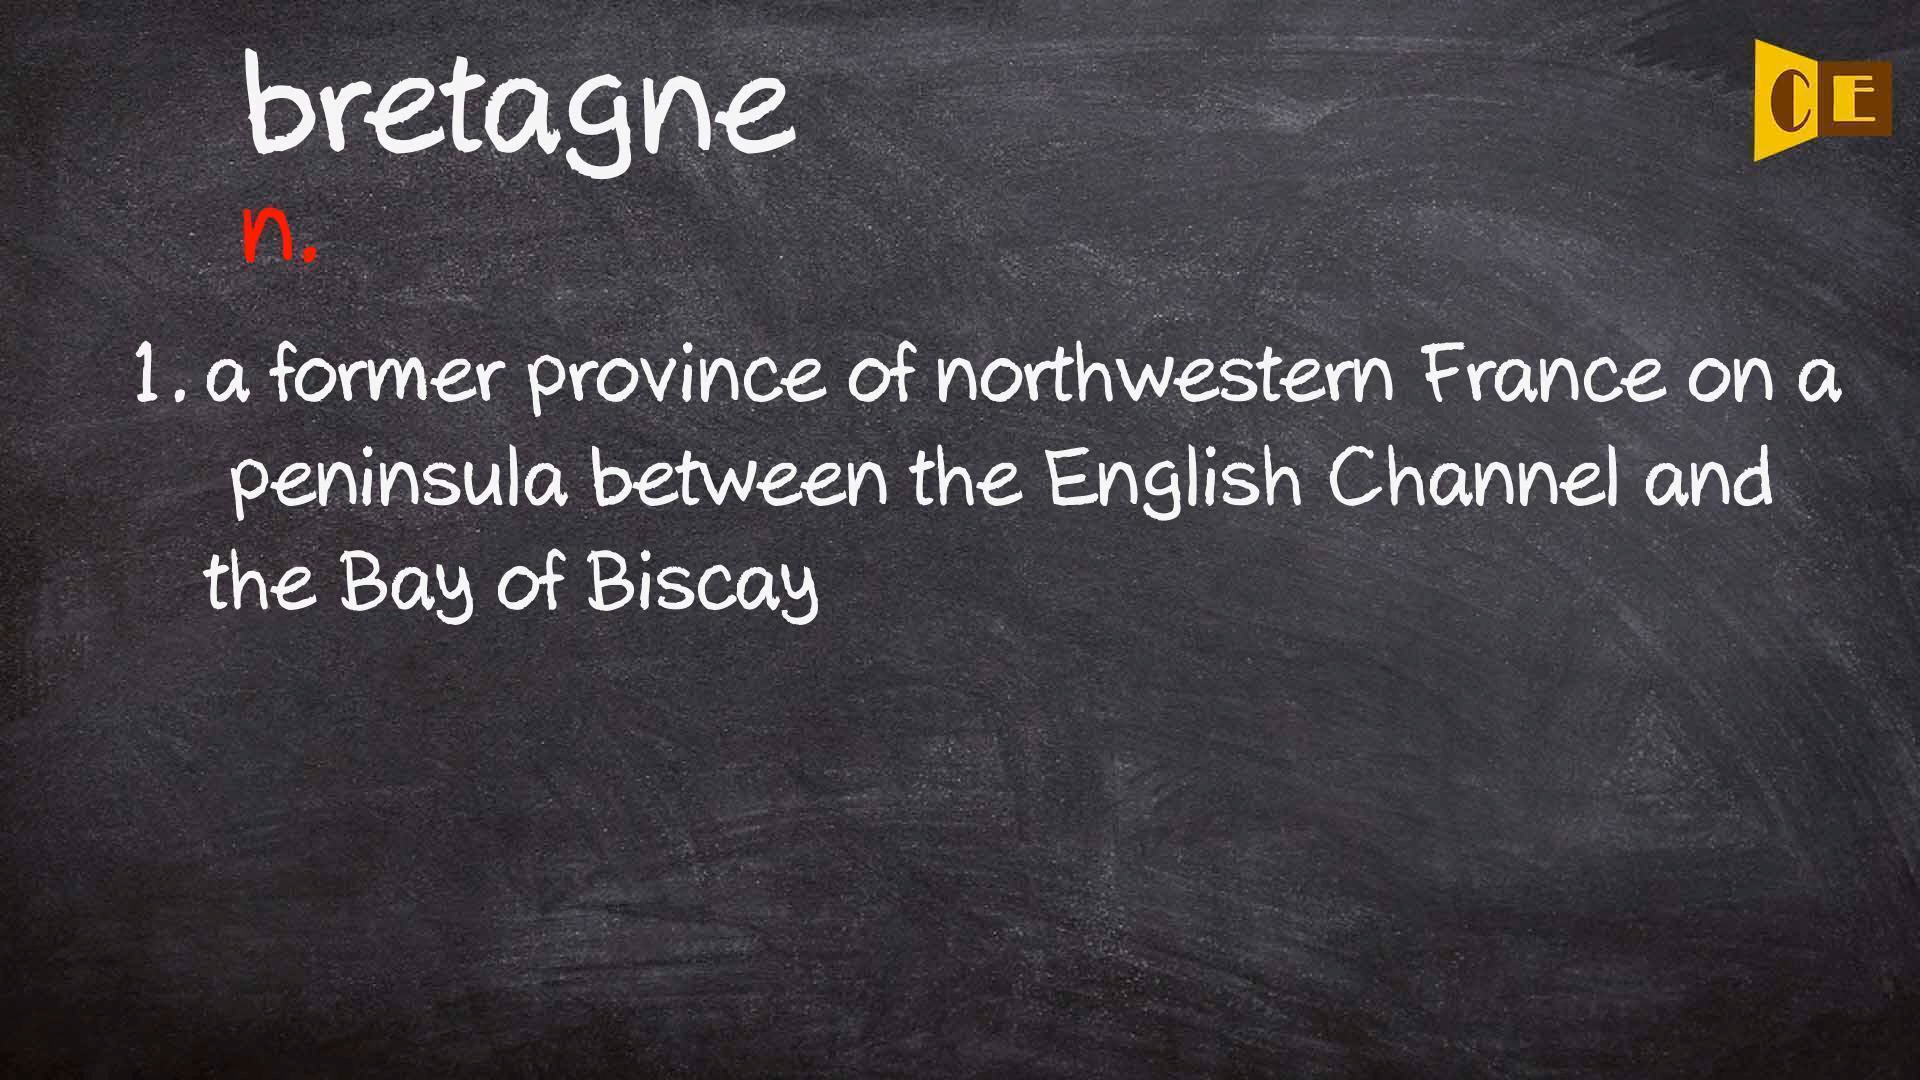 bretagne
CE
n.
1. a former province of northwestern France on a
peninsula between the English Channel and
the Bay of Biscay